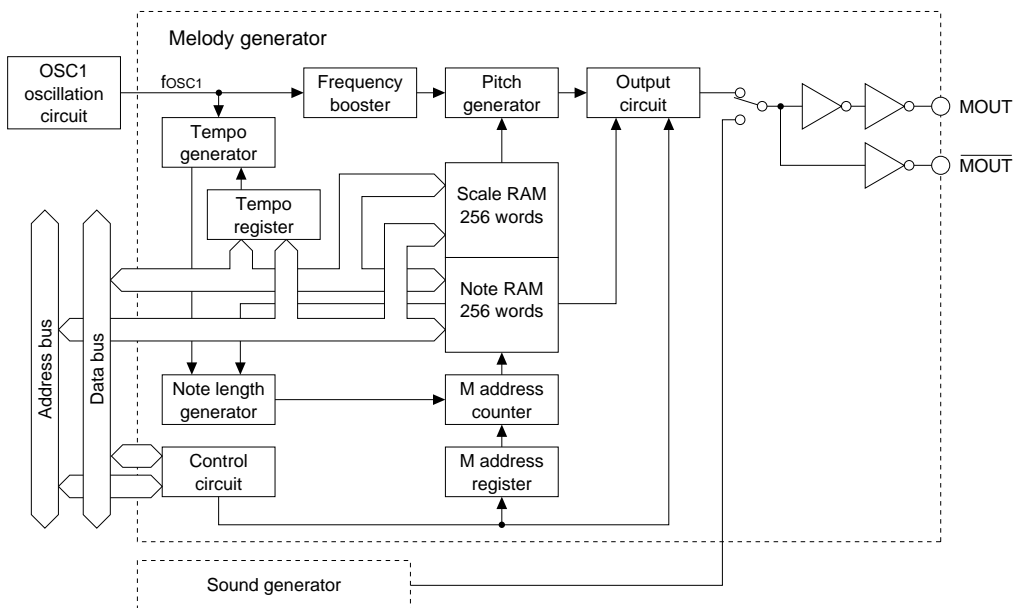 Melody generator
OSC1
oscillation
circuit
fOSC1
Frequency
booster
Pitch
generator
Output
circuit
MOUT
MOUT
Tempo
generator
Tempo
register
Scale RAM
256 words
Note RAM
256 words
Address bus
Data bus
Note length
generator
M address
counter
Control
circuit
M address
register
Sound generator